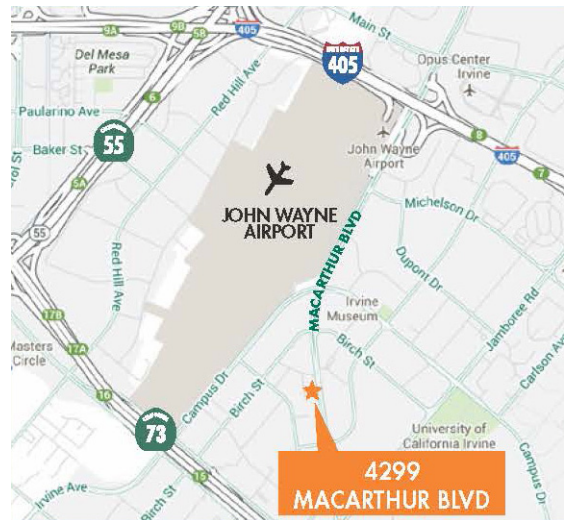 9A
9B
5B
405
Main St
Del Mesa
Park
Red Hill Ave
405
Opus Center
Irvine
6
Paularino Ave
55
Baker St
8
John Wayne
Airport
405
7
5A
JOHN WAYNE
AIRPORT
MACARTHUR BLVD
Michelson Dr
55
Red Hill Ave
Dupont Dr
Jamboree Rd
17B
Irvine
Museum
Birch St
Carlson Ave
Masters
Circle
17A
16
Campus Dr
Birch St
73
University of
California Irvine
Campus Dr
15
Irvine Ave
Birch St
4299
MACARTHUR BLVD